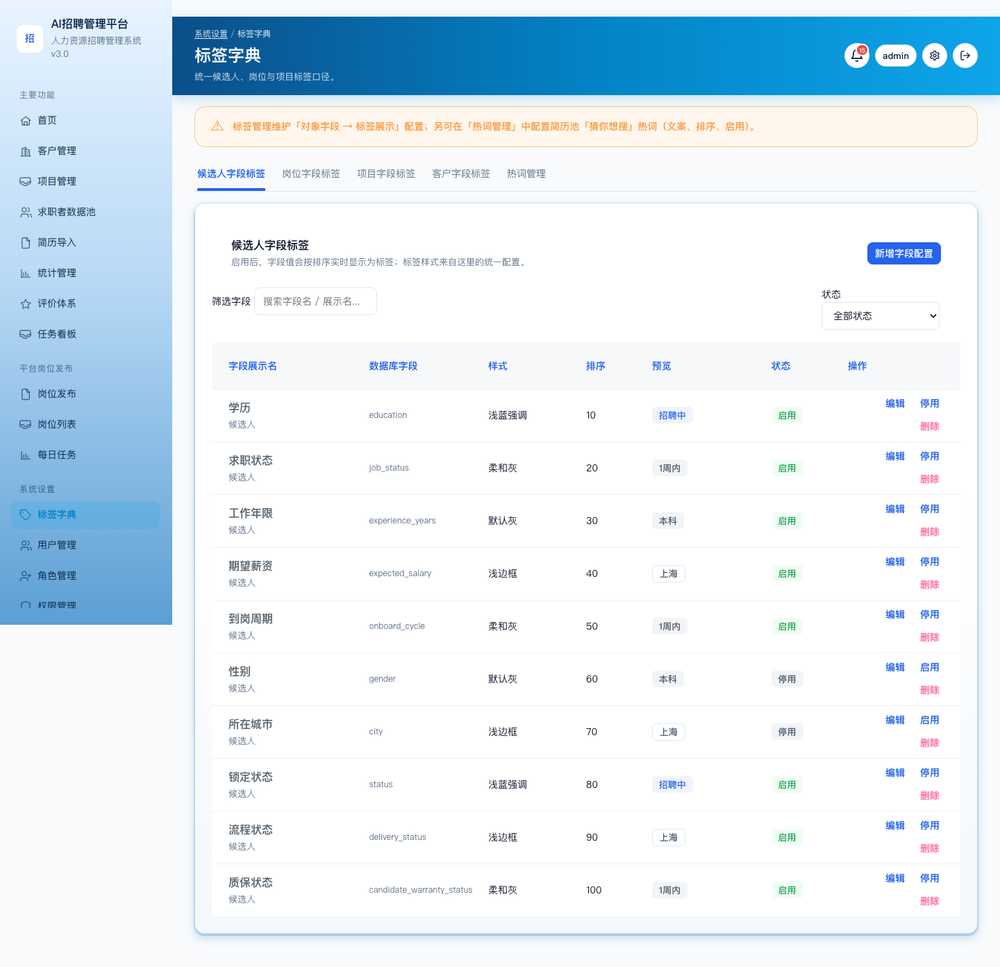 招
AI招聘管理平台
人力资源招聘管理系统
v3.0
主要功能
首页
客户管理
项目管理
求职者数据池
简历导入
统计管理
评价体系
任务看板
平台岗位发布
岗位发布
岗位列表
每日任务
系统设置
标签字典
用户管理
角色管理
权限管理
系统设置 / 标签字典
标签字典
统一候选人、岗位与项目标签口径。
15
admin
标签管理维护「对象字段 → 标签展示」配置；另可在「热词管理」中配置简历池「猜你想搜」热词（文案、排序、启用）。
候选人字段标签 岗位字段标签 项目字段标签 客户字段标签 热词管理
候选人字段标签
启用后，字段值会按排序实时显示为标签；标签样式来自这里的统一配置。
新增字段配置
筛选字段 搜索字段名 / 展示名...
状态
全部状态
字段展示名 数据库字段 样式 排序 预览 状态 操作
学历
候选人
education 浅蓝强调 10 招聘中 启用 编辑 停用
删除
求职状态
候选人
job_status 柔和灰 20 1周内 启用 编辑 停用
删除
工作年限
候选人
experience_years 默认灰 30 本科 启用 编辑 停用
删除
期望薪资
候选人
expected_salary 浅边框 40 上海 启用 编辑 停用
删除
到岗周期
候选人
onboard_cycle 柔和灰 50 1周内 启用 编辑 停用
删除
性别
候选人
gender 默认灰 60 本科 停用 编辑 启用
删除
所在城市
候选人
city 浅边框 70 上海 停用 编辑 启用
删除
锁定状态
候选人
status 浅蓝强调 80 招聘中 启用 编辑 停用
删除
流程状态
候选人
delivery_status 浅边框 90 上海 启用 编辑 停用
删除
质保状态
候选人
candidate_warranty_status 柔和灰 100 1周内 启用 编辑 停用
删除